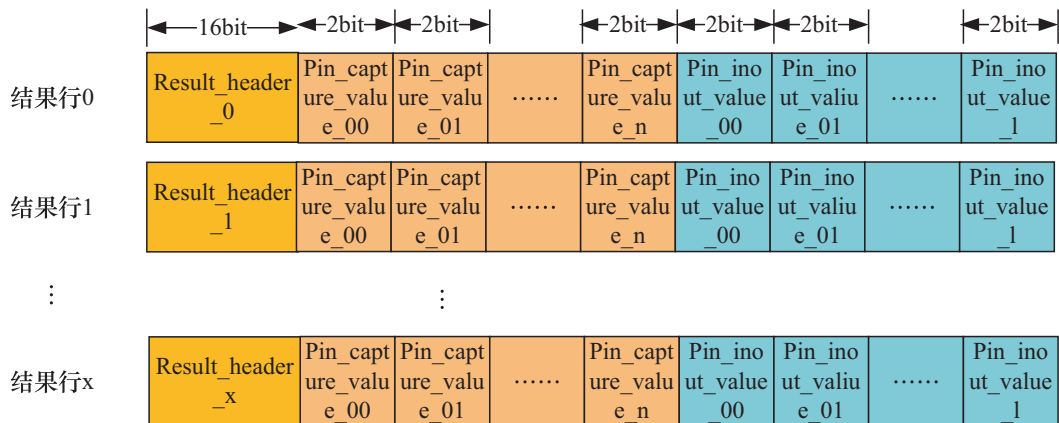 16bit 2bit 2bit 2bit 2bit 2bit 2bit
结果行0
Result_header
_0
Pin_capt
ure_valu
e_00
Pin_capt
ure_valu
e_01
……
Pin_capt
ure_valu
e_n
Pin_ino
ut_value
_00
Pin_ino
ut_valiu
e_01
……
Pin_ino
ut_value
_l
结果行1
Result_header
_1
Pin_capt
ure_valu
e_00
Pin_capt
ure_valu
e_01
……
Pin_capt
ure_valu
e_n
Pin_ino
ut_value
_00
Pin_ino
ut_valiu
e_01
……
Pin_ino
ut_value
_l
⋮ ⋮
结果行x
Result_header
_x
Pin_capt
ure_valu
e_00
Pin_capt
ure_valu
e_01
……
Pin_capt
ure_valu
e_n
Pin_ino
ut_value
_00
Pin_ino
ut_valiu
e_01
……
Pin_ino
ut_value
_l